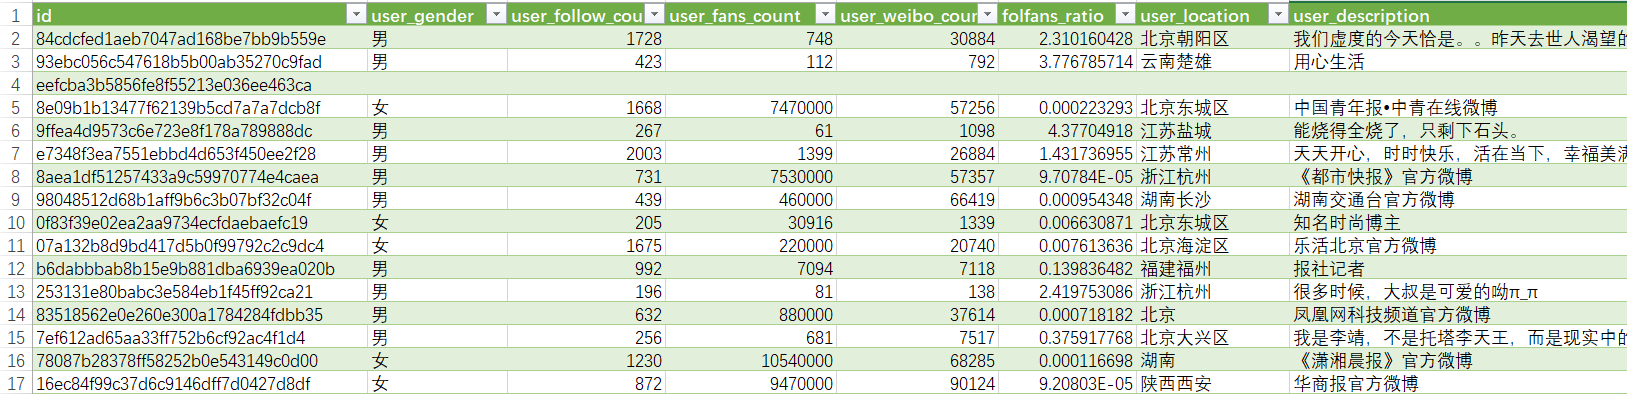 1 id user_gender user_follow_cou user_fans_count user_weibo_cour folfans_ratio user_location user_description
2 84cdcfed1aeb7047ad168be7bb9b559e 男 1728 748 30884 2.310160428 北京朝阳区 我们虚度的今天恰是。。昨天去世人渴望的
3 93ebc056c547618b5b00ab35270c9fad 男 423 112 792 3.776785714 云南楚雄 用心生活
4 eefcba3b5856fe8f55213e036ee463ca
5 8e09b1b13477f62139b5cd7a7a7dcb8f 女 1668 7470000 57256 0.000223293 北京东城区 中国青年报•中青在线微博
6 9ffea4d9573c6e723e8f178a789888dc 男 267 61 1098 4.37704918 江苏盐城 能烧得全烧了，只剩下石头。
7 e7348f3ea7551ebbd4d653f450ee2f28 男 2003 1399 26884 1.431736955 江苏常州 天天开心，时时快乐，活在当下，幸福美满
8 8aea1df51257433a9c59970774e4caea 男 731 7530000 57357 9.70784E-05 浙江杭州 《都市快报》官方微博
9 98048512d68b1aff9b6c3b07bf32c04f 男 439 460000 66419 0.000954348 湖南长沙 湖南交通台官方微博
10 0f83f39e02ea2aa9734ecfdaebaefc19 女 205 30916 1339 0.006630871 北京东城区 知名时尚博主
11 07a132b8d9bd417d5b0f99792c2c9dc4 女 1675 220000 20740 0.007613636 北京海淀区 乐活北京官方微博
12 b6dabbbab8b15e9b881dba6939ea020b 男 992 7094 7118 0.139836482 福建福州 报社记者
13 253131e80babc3e584eb1f45ff92ca21 男 196 81 138 2.419753086 浙江杭州 很多时候，大叔是可爱的呦π_π
14 83518562e0e260e300a1784284fdbb35 男 632 880000 37614 0.000718182 北京 凤凰网科技频道官方微博
15 7ef612ad65aa33ff752b6cf92ac4f1d4 男 256 681 7517 0.375917768 北京大兴区 我是李靖，不是托塔李天王，而是现实中的
16 78087b28378ff58252b0e543149c0d00 女 1230 10540000 68285 0.000116698 湖南 《潇湘晨报》官方微博
17 16ec84f99c37d6c9146dff7d0427d8df 女 872 9470000 90124 9.20803E-05 陕西西安 华商报官方微博